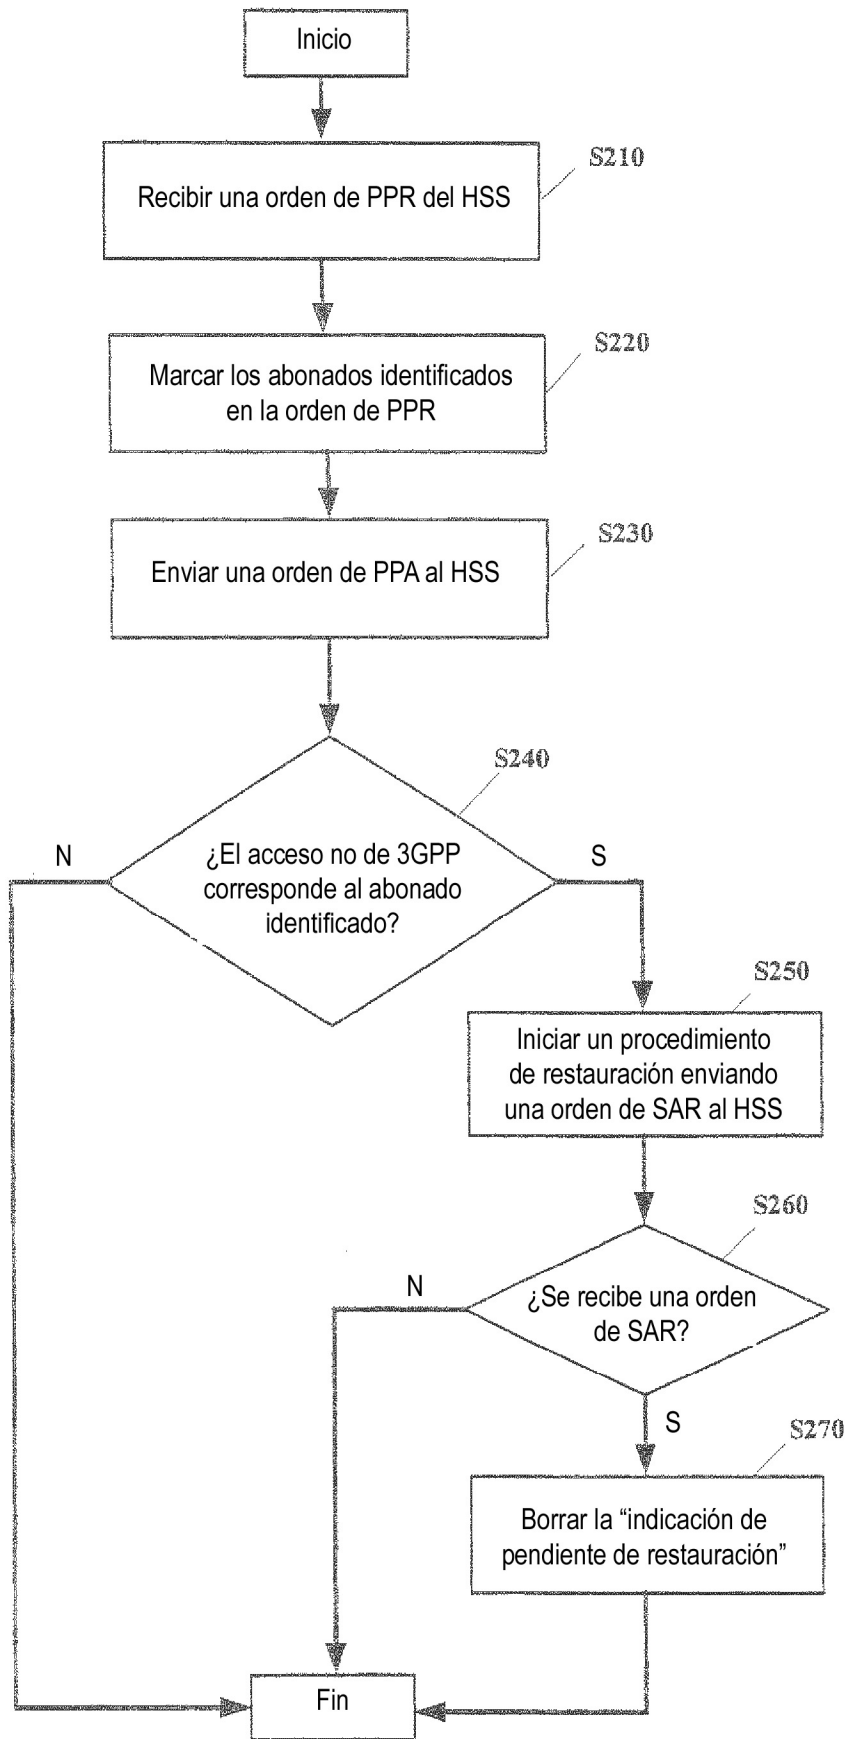 Inicio
S210
Recibir una orden de PPR del HSS
S220
Marcar los abonados identificados
en la orden de PPR
S230
Enviar una orden de PPA al HSS
S240
N
¿El acceso no de 3GPP
corresponde al abonado
identificado?
S
S250
Iniciar un procedimiento
de restauración enviando
una orden de SAR al HSS
S260
N
¿Se recibe una orden
de SAR?
S
S270
Borrar la “indicación de
pendiente de restauración”
Fin